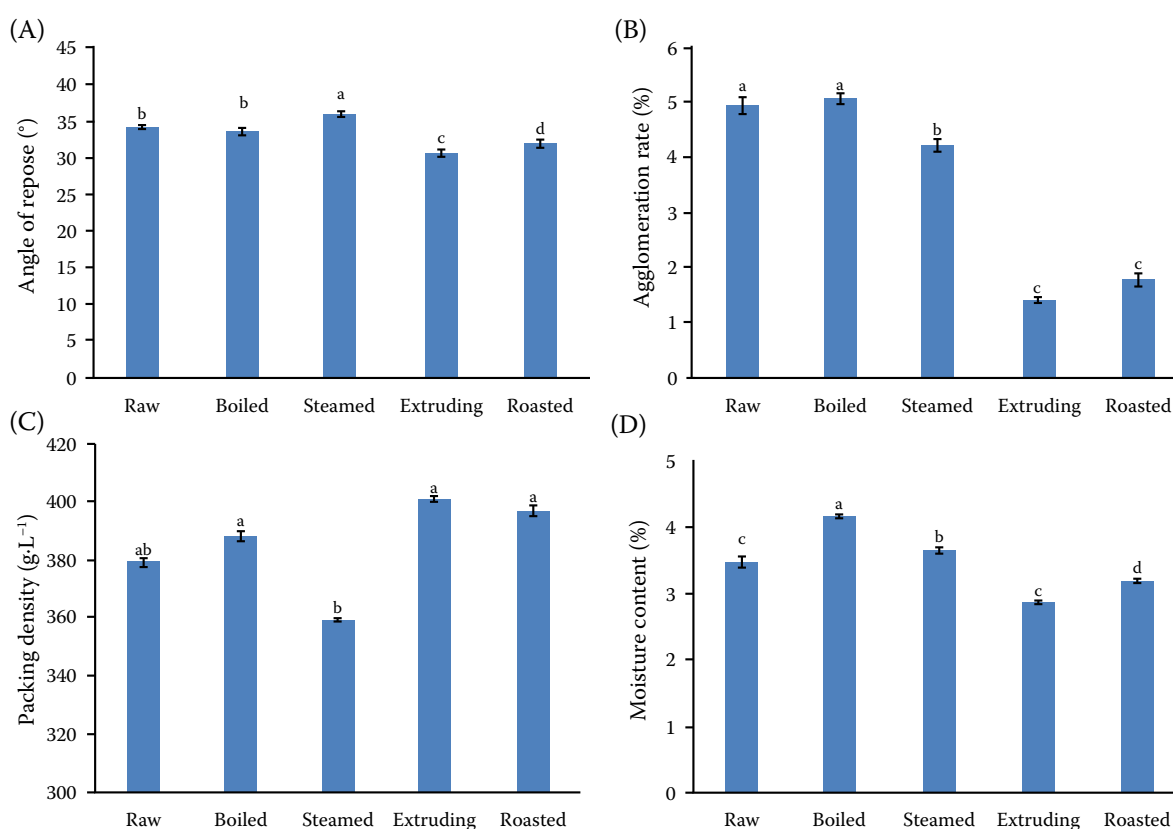 (A)
Angle of repose (°)
45
40
35
30
25
20
15
10
5
0
b
b
a
c
d
Raw Boiled Steamed Extruding Roasted
(B)
Agglomeration rate (%)
6
5
4
3
2
1
0
a
a
b
c
c
Raw Boiled Steamed Extruding Roasted
(C)
Packing density (g·L⁻¹)
420
400
380
360
340
320
300
ab
a
b
a
a
Raw Boiled Steamed Extruding Roasted
(D)
Moisture content (%)
5
4
3
2
1
0
c
a
b
c
d
Raw Boiled Steamed Extruding Roasted